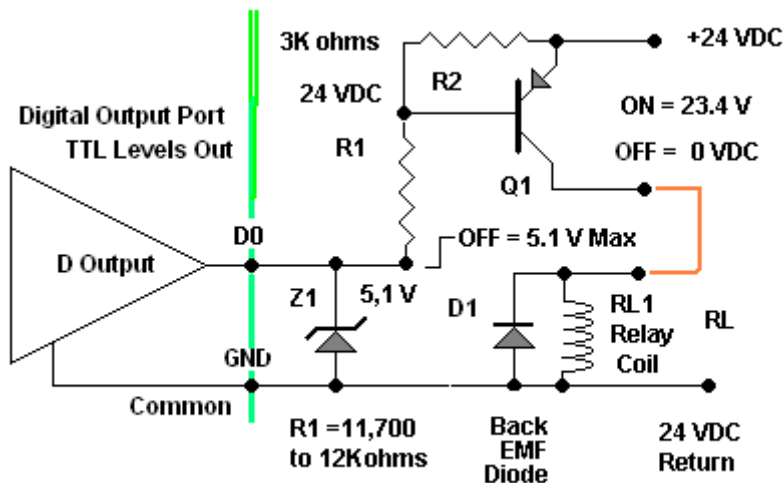 3K ohms
+24 VDC
R2
24 VDC
ON = 23.4 V
Digital Output Port
TTL Levels Out
R1
OFF = 0 VDC
Q1
D0
OFF = 5.1 V Max
D Output
Z1
5,1 V
D1
RL1
Relay
Coil
RL
GND
Common
R1 =11,700
to 12Kohms
Back
EMF
Diode
24 VDC
Return